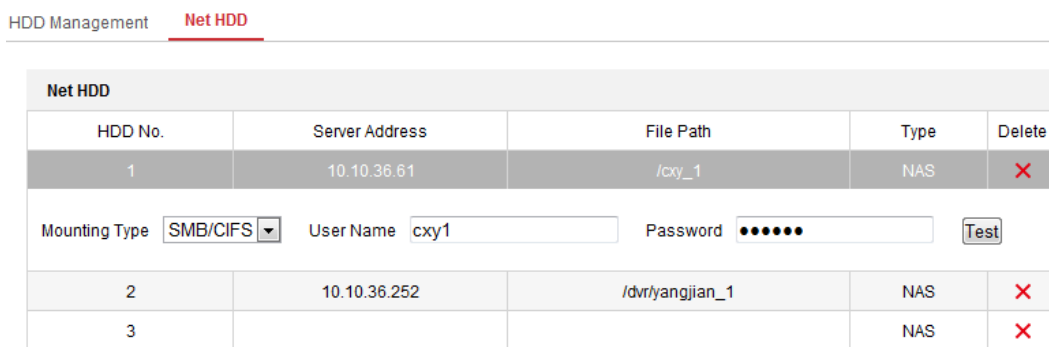 HDD Management Net HDD
Net HDD
HDD No. Server Address File Path Type Delete
1 10.10.36.61 /cxy_1 NAS
Mounting Type SMB/CIFS User Name cxy1 Password ●●●●●● Test
2 10.10.36.252 /dvr/yangjian_1 NAS
3 NAS